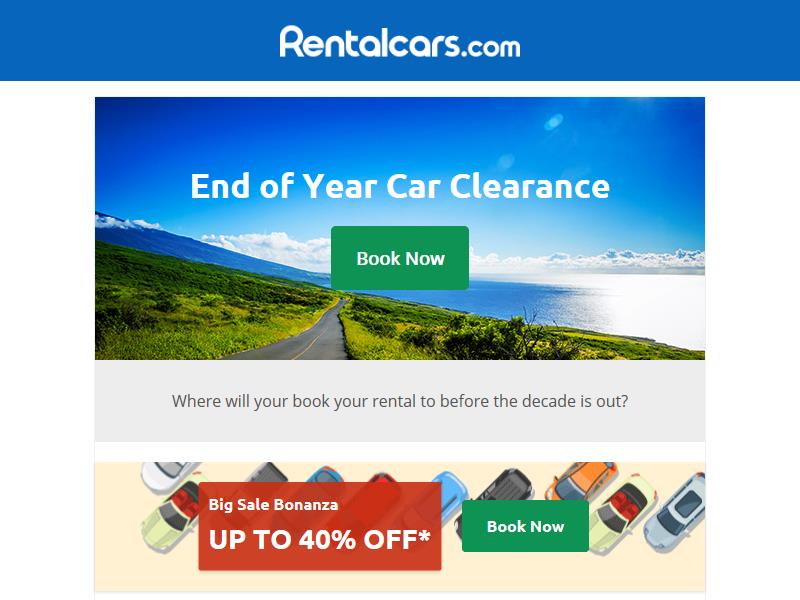 Rentalcars.com
End of Year Car Clearance
Book Now
Where will your book your rental to before the decade is out?
Big Sale Bonanza
UP TO 40% OFF*
Book Now